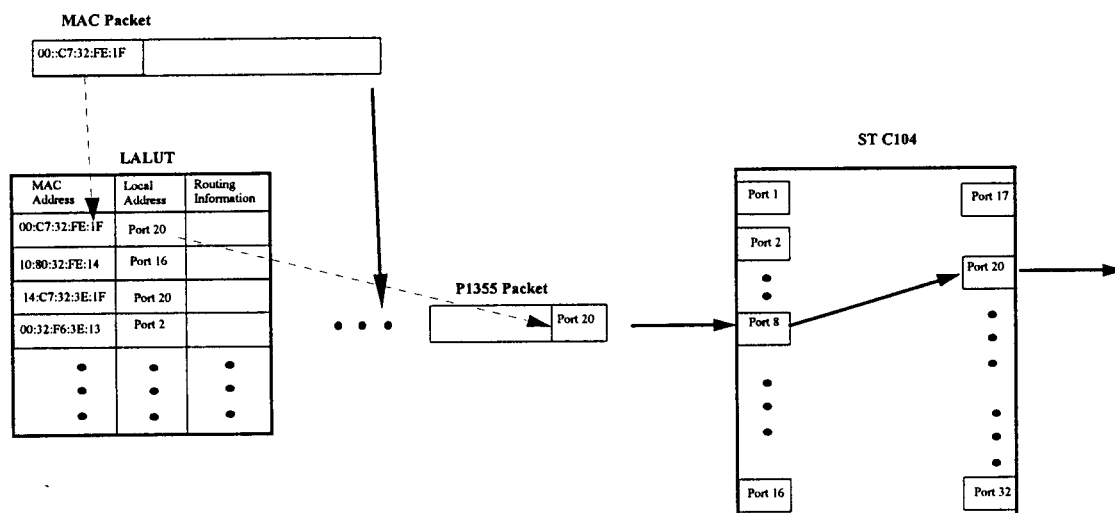 MAC Packet
00::C7:32:FE:1F
LALUT
MAC Address
Local Address
Routing Information
00:C7:32:FE:1F
Port 20
10:80:32:FE:14
Port 16
14:C7:32:3E:1F
Port 20
00:32:F6:3E:13
Port 2
P1355 Packet
Port 20
ST C104
Port 1
Port 17
Port 2
Port 20
Port 8
Port 16
Port 32